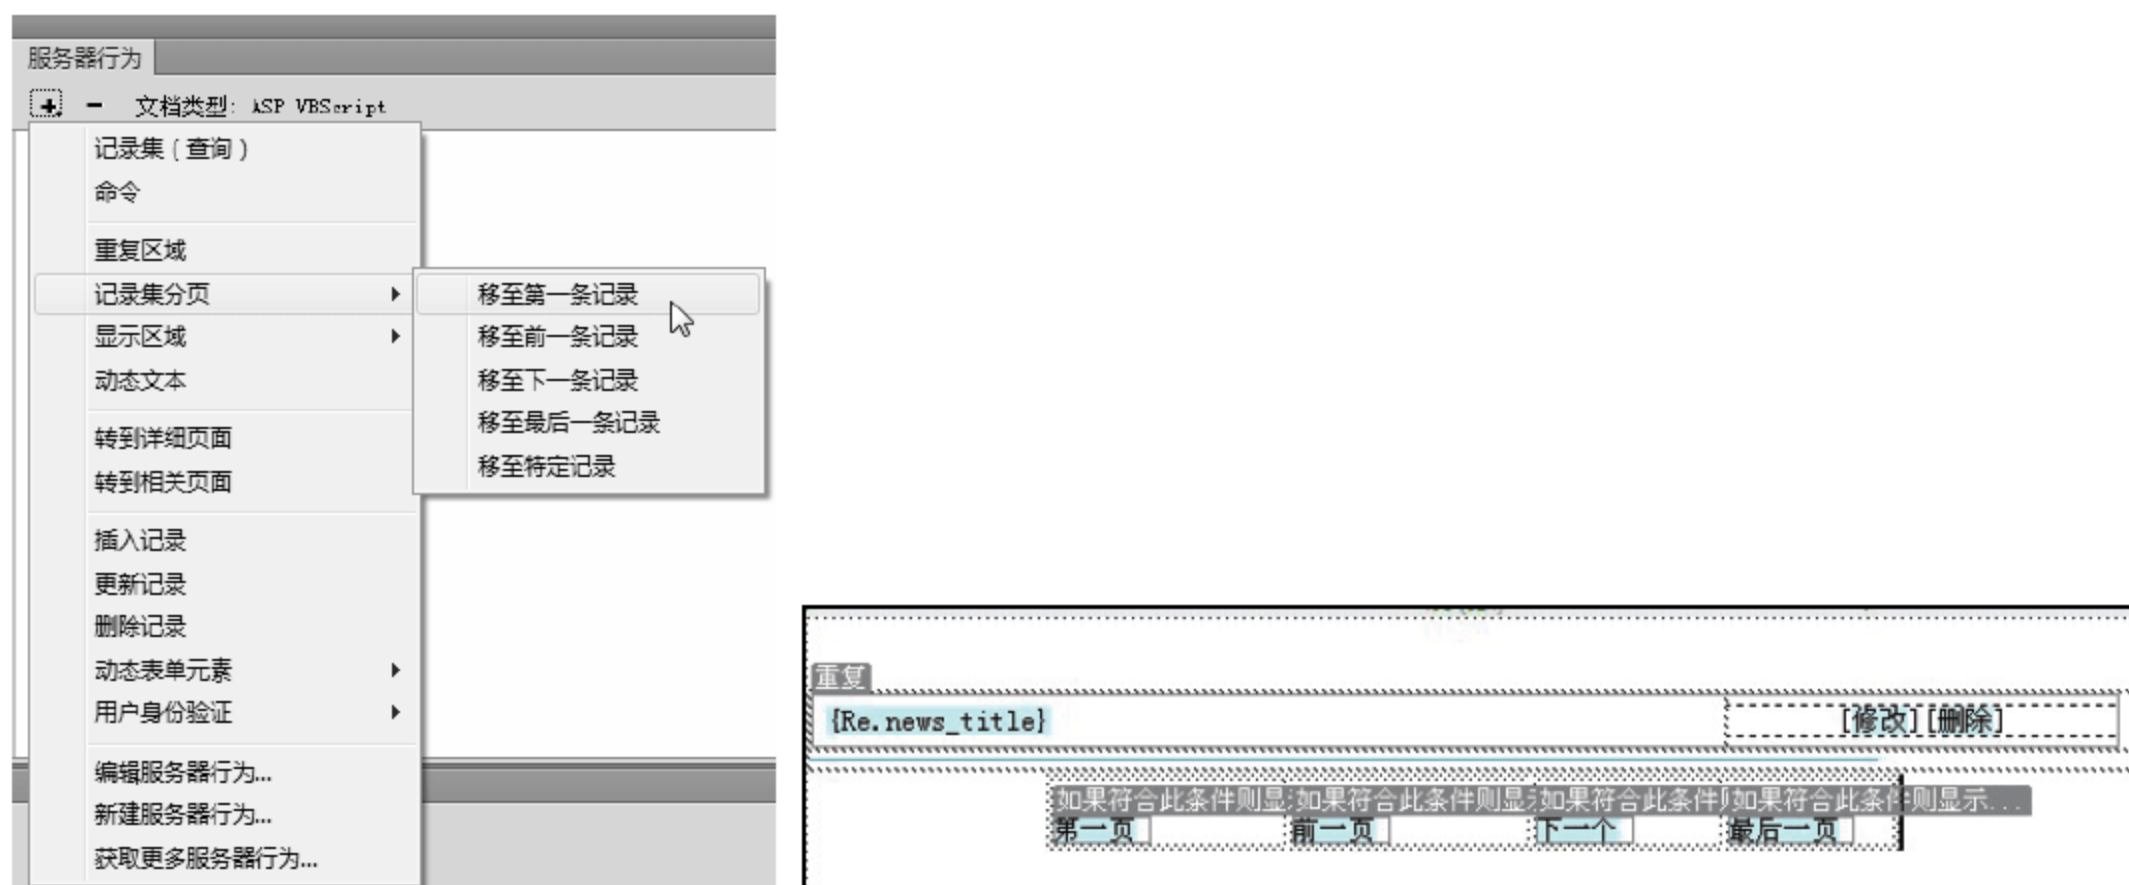 服务器行为
文档类型: ASP VBScript
记录集（查询）
命令
重复区域
记录集分页
显示区域
动态文本
转到详细页面
转到相关页面
插入记录
更新记录
删除记录
动态表单元素
用户身份验证
编辑服务器行为...
新建服务器行为...
获取更多服务器行为...
移至第一条记录
移至前一条记录
移至下一条记录
移至最后一条记录
移至特定记录
重复
{Re.news_title} [修改][删除]
如果符合此条件则显 如果符合此条件则显 如果符合此条件 如果符合此条件则显示...
第一页 前一页 下一个 最后一页